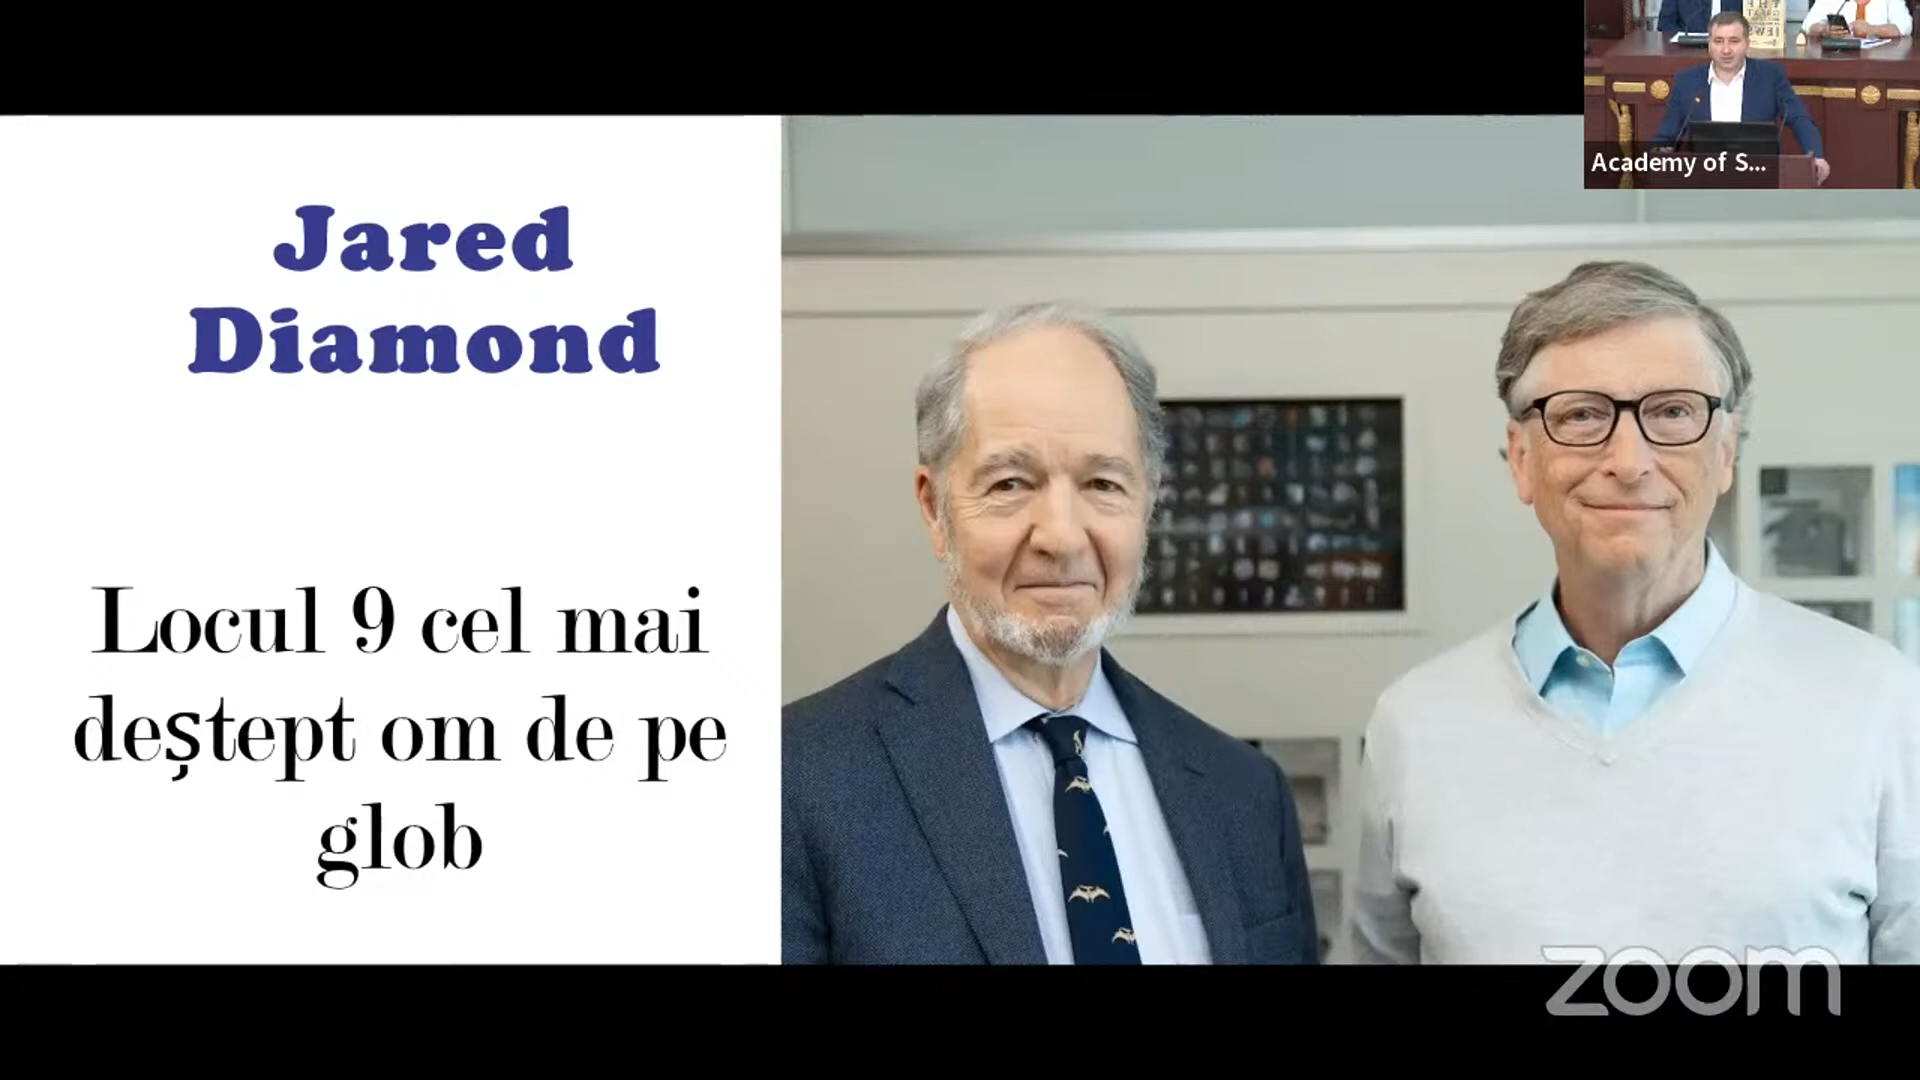 Academy of S...
Jared
Diamond
Locul 9 cel mai
deștept om de pe
glob
zoom